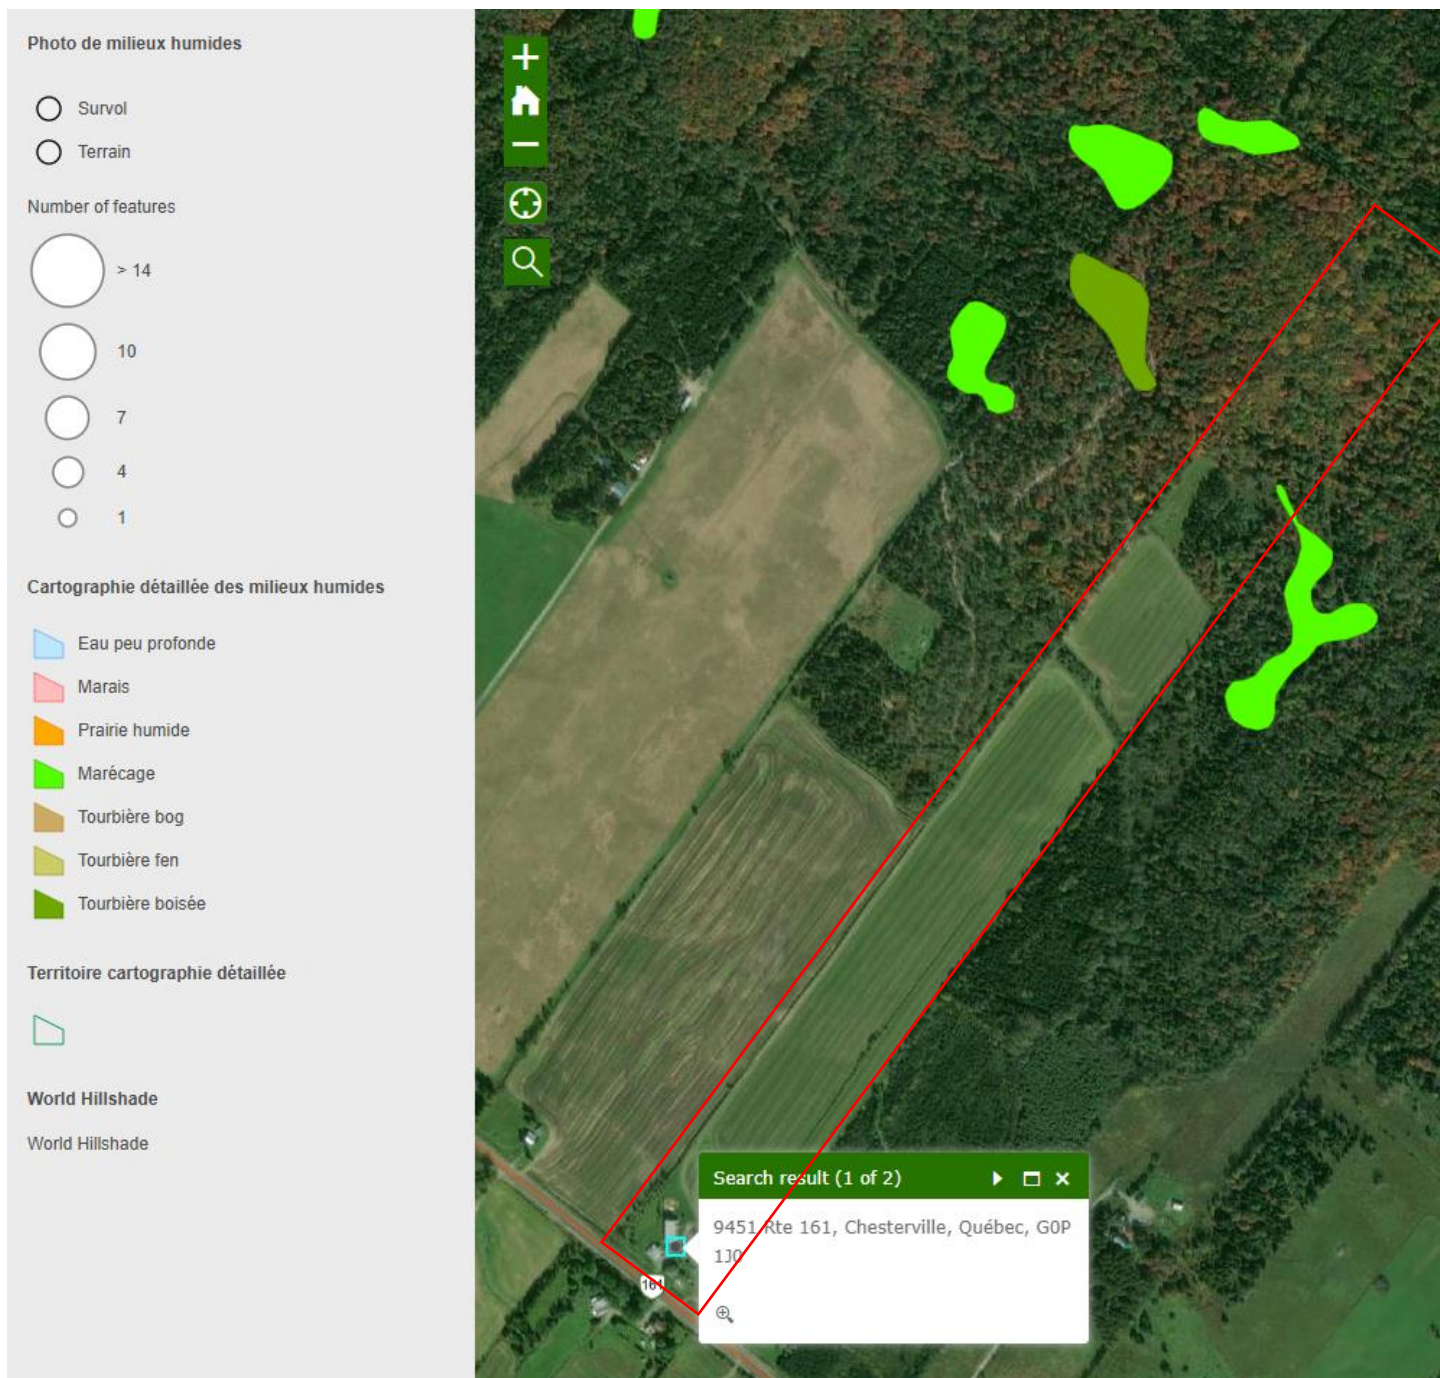 Photo de milieux humides
Survol
Terrain
Number of features
> 14
10
7
4
1
Cartographie détaillée des milieux humides
Eau peu profonde
Marais
Prairie humide
Marécage
Tourbière bog
Tourbière fen
Tourbière boisée
Territoire cartographie détaillée
World Hillshade
World Hillshade
Search result (1 of 2)
9451 Rte 161, Chesterville, Québec, G0P
1J0
161